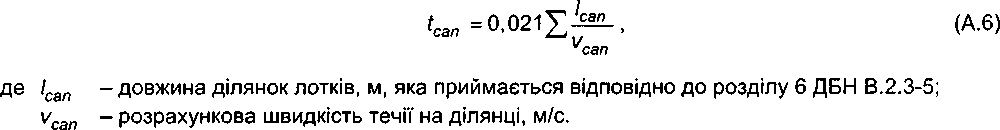 t_can = 0,021∑ l_can / v_can , (А.6)
де l_can – довжина ділянок лотків, м, яка приймається відповідно до розділу 6 ДБН В.2.3-5;
v_can – розрахункова швидкість течії на ділянці, м/с.